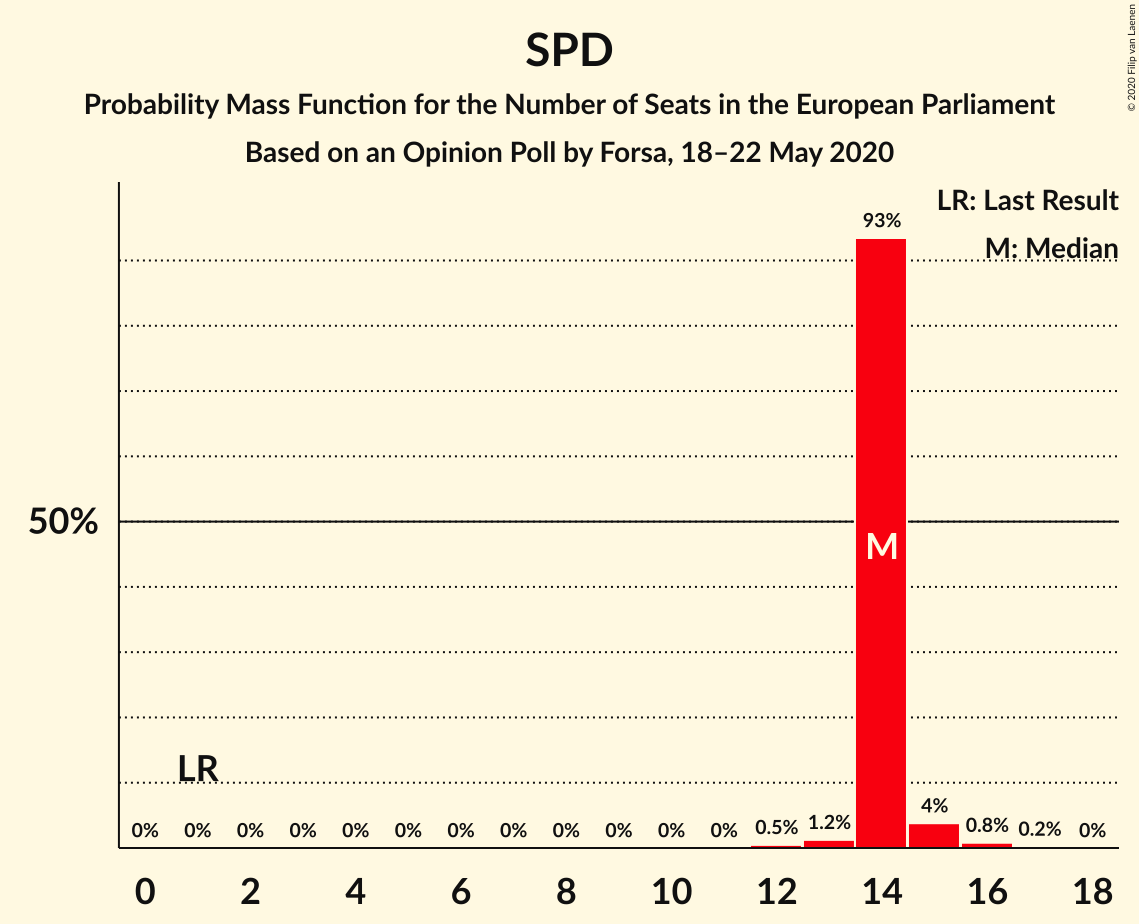 SPD
Probability Mass Function for the Number of Seats in the European Parliament
Based on an Opinion Poll by Forsa, 18–22 May 2020
© 2020 Filip van Laenen
LR: Last Result
M: Median
93%
50%
M
LR
0% 0% 0% 0% 0% 0% 0% 0% 0% 0% 0% 0% 0.5% 1.2% 4% 0.8% 0.2% 0%
0 2 4 6 8 10 12 14 16 18